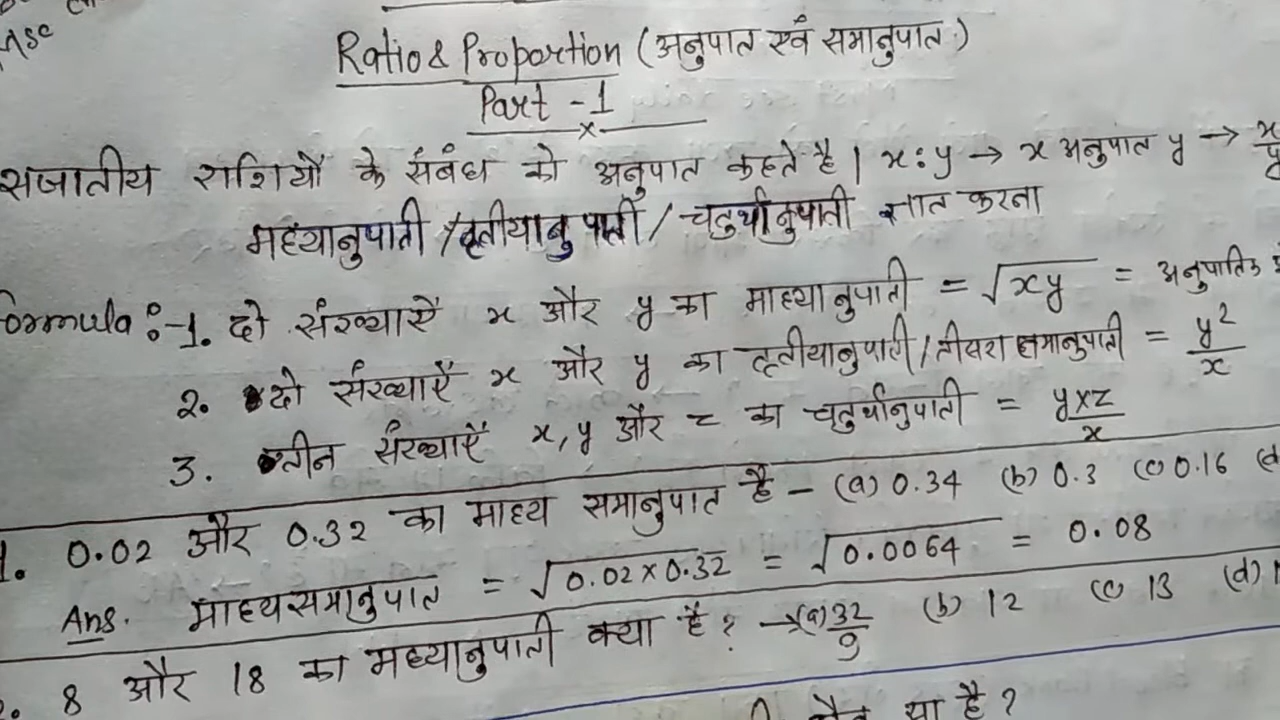 Ratio & Proportion (अनुपात एवं समानुपात)
Part - 1
सजातीय राशियों के संबंध को अनुपात कहते है। x:y → x अनुपात y → x/y
मध्यानुपाती / तृतीयानुपाती / चतुर्थानुपाती ज्ञात करना
Formula :- 1. दो संख्याऐं x और y का माध्यानुपाती = √xy = अनुपातिक
2. दो संख्याऐं x और y का तृतीयानुपाती / तीसरा समानुपाती = y²/x
3. तीन संख्याऐं x, y और z का चतुर्थानुपाती = y×z/x
1. 0.02 और 0.32 का माध्य समानुपात है – (a) 0.34 (b) 0.3 (c) 0.16 (d)
Ans. माध्यसमानुपात = √0.02×0.32 = √0.0064 = 0.08
8 और 18 का मध्यानुपाती क्या है? → (a) 32/9 (b) 12 (c) 13 (d) 1
या है?